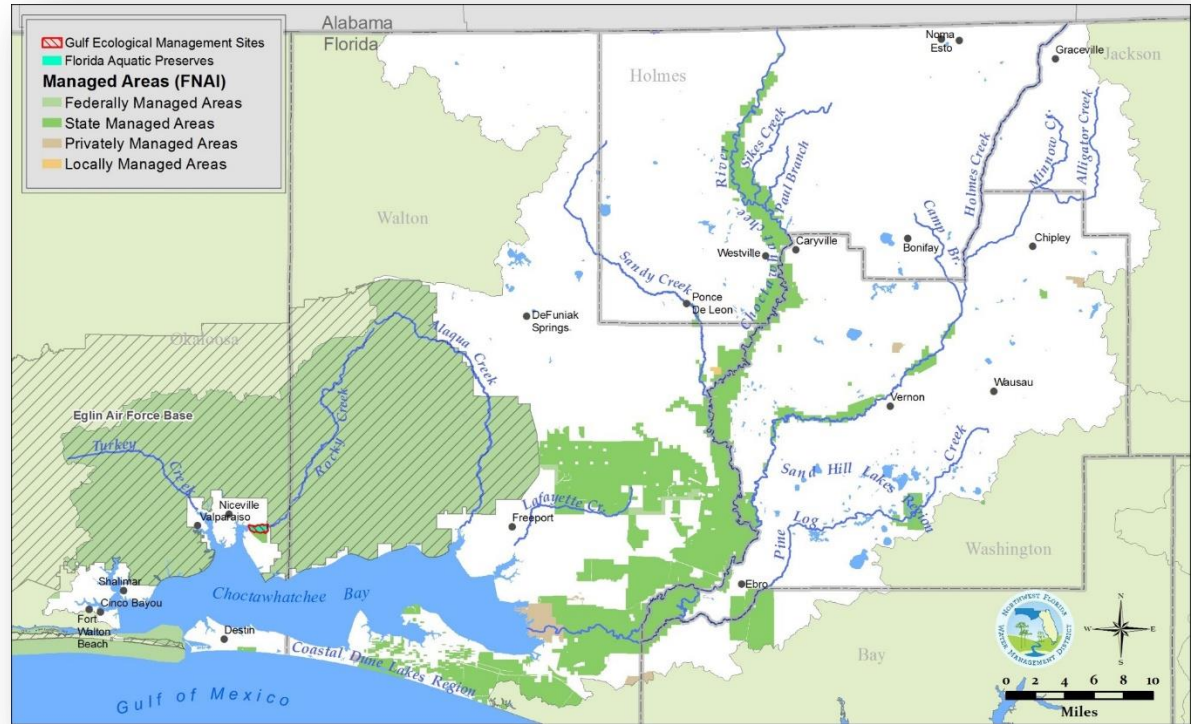 Alabama
Florida
Gulf Ecological Management Sites
Florida Aquatic Preserves
Managed Areas (FNAI)
Federally Managed Areas
State Managed Areas
Privately Managed Areas
Locally Managed Areas
Holmes
Noma
Esto
Graceville
Jackson
Walton
River
Sikes Creek
Paul Branch
Holmes Creek
Minnow Cr.
Alligator Creek
Camp Br.
Westville
Caryville
Bonifay
Chipley
Sandy Creek
Ponce
De Leon
DeFuniak
Springs
Okaloosa
Alaqua Creek
Rocky Creek
Eglin Air Force Base
Turkey
Creek
Niceville
Valparaiso
Wausau
Vernon
Sand Hill Lakes Region
Creek
Log
Pine
Lafayette Cr.
Freeport
Washington
Ebro
Shalimar
Cinco Bayou
Fort
Walton
Beach
Choctawhatchee Bay
Destin
Coastal Dune Lakes Region
Gulf of Mexico
Bay
NORTHWEST FLORIDA
WATER MANAGEMENT DISTRICT
N
W E
S
0 2 4 6 8 10
Miles